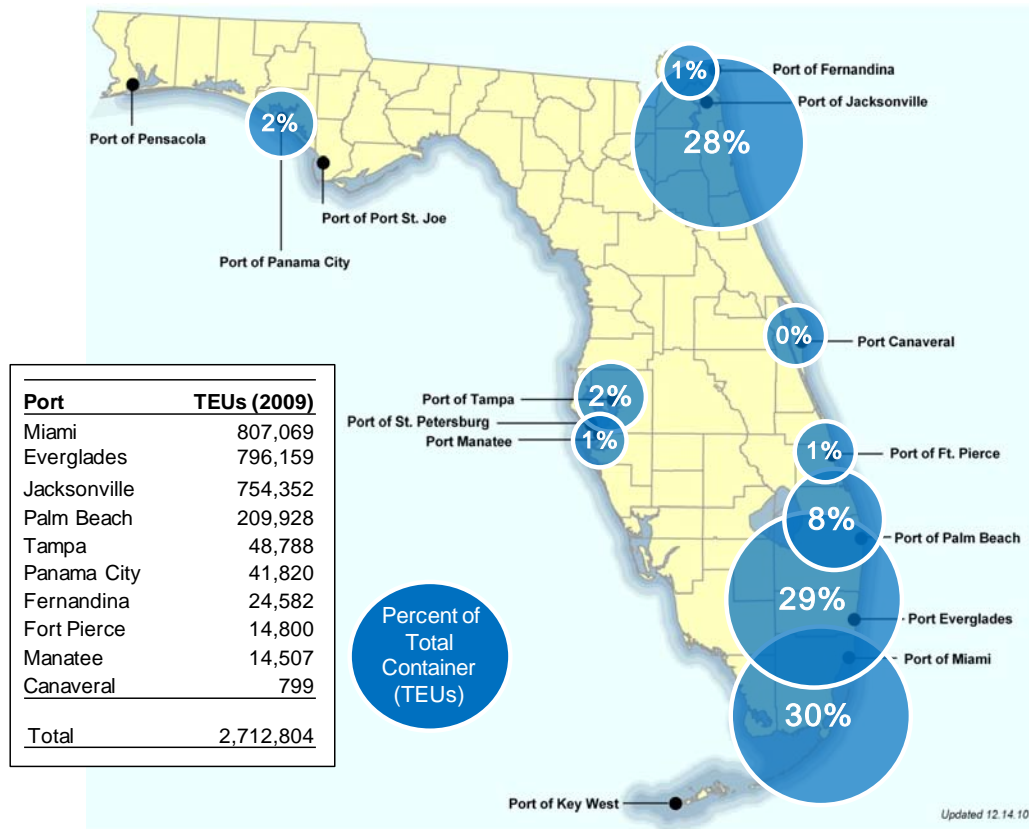 1%
Port of Fernandina
Port of Jacksonville
28%
Port of Pensacola
2%
Port of Port St. Joe
Port of Panama City
0%
Port Canaveral
Port of Tampa
2%
Port of St. Petersburg
Port Manatee
1%
1%
Port of Ft. Pierce
8%
Port of Palm Beach
29%
Port Everglades
Port of Miami
30%
Port of Key West
Port TEUs (2009)
Miami 807,069
Everglades 796,159
Jacksonville 754,352
Palm Beach 209,928
Tampa 48,788
Panama City 41,820
Fernandina 24,582
Fort Pierce 14,800
Manatee 14,507
Canaveral 799
Total 2,712,804
Percent of
Total
Container
(TEUs)
Updated 12.14.10